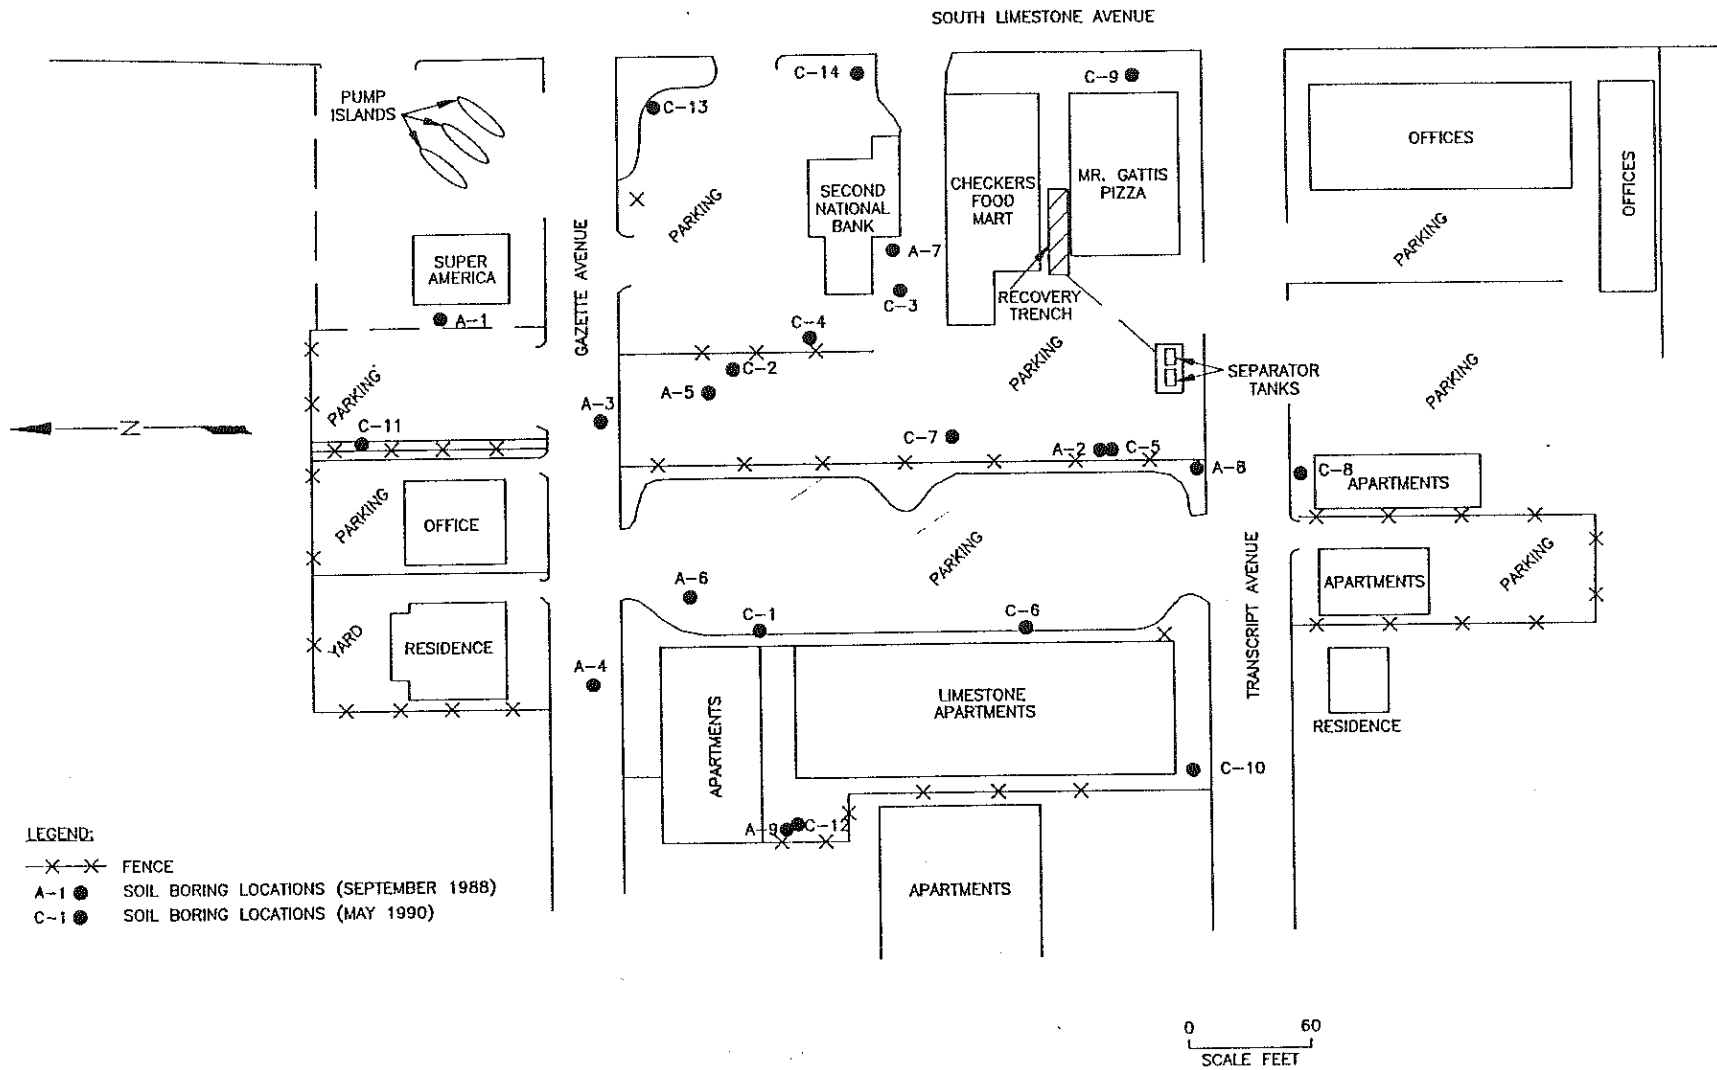 SOUTH LIMESTONE AVENUE
PUMP
ISLANDS
C-13
C-14
C-9
SECOND
NATIONAL
BANK
CHECKERS
FOOD
MART
MR. GATTIS
PIZZA
OFFICES
OFFICES
PARKING
PARKING
SUPER
AMERICA
A-1
GAZETTE AVENUE
A-7
C-3
RECOVERY
TRENCH
C-4
C-2
A-5
A-3
PARKING
SEPARATOR
TANKS
PARKING
PARKING
N
C-11
C-7
A-2
C-5
A-8
C-8
APARTMENTS
PARKING
OFFICE
PARKING
A-6
C-1
C-6
TRANSCRIPT AVENUE
APARTMENTS
PARKING
YARD
RESIDENCE
A-4
APARTMENTS
LIMESTONE
APARTMENTS
RESIDENCE
C-10
A-9
C-12
APARTMENTS
LEGEND:
FENCE
A-1 SOIL BORING LOCATIONS (SEPTEMBER 1988)
C-1 SOIL BORING LOCATIONS (MAY 1990)
0 60
SCALE FEET